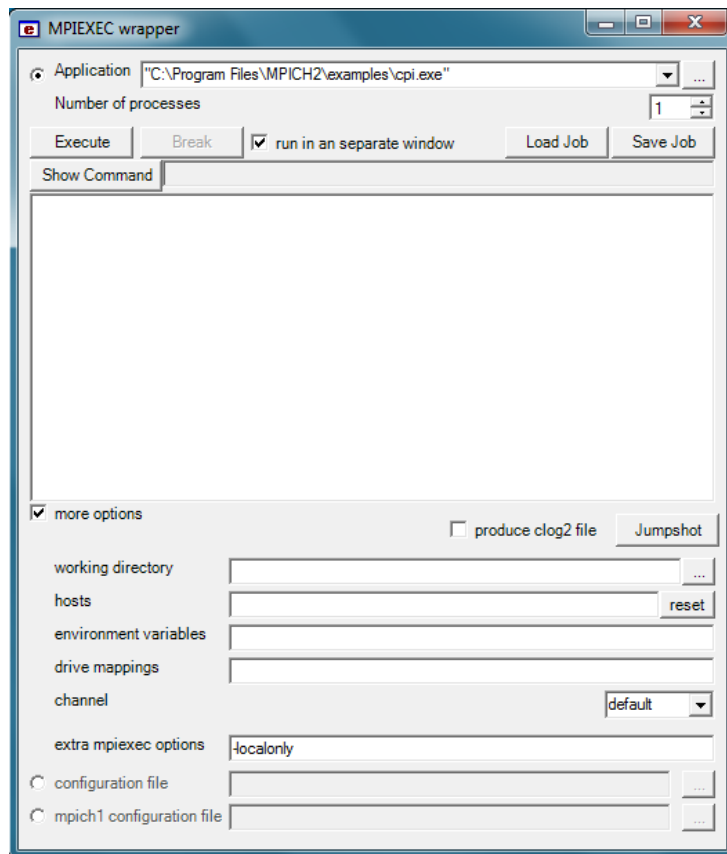 MPIEXEC wrapper
Application "C:\Program Files\MPICH2\examples\cpi.exe" ...
Number of processes 1
Execute Break run in an separate window Load Job Save Job
Show Command
more options
produce clog2 file Jumpshot
working directory ...
hosts reset
environment variables
drive mappings
channel default
extra mpiexec options -localonly
configuration file ...
mpich1 configuration file ...